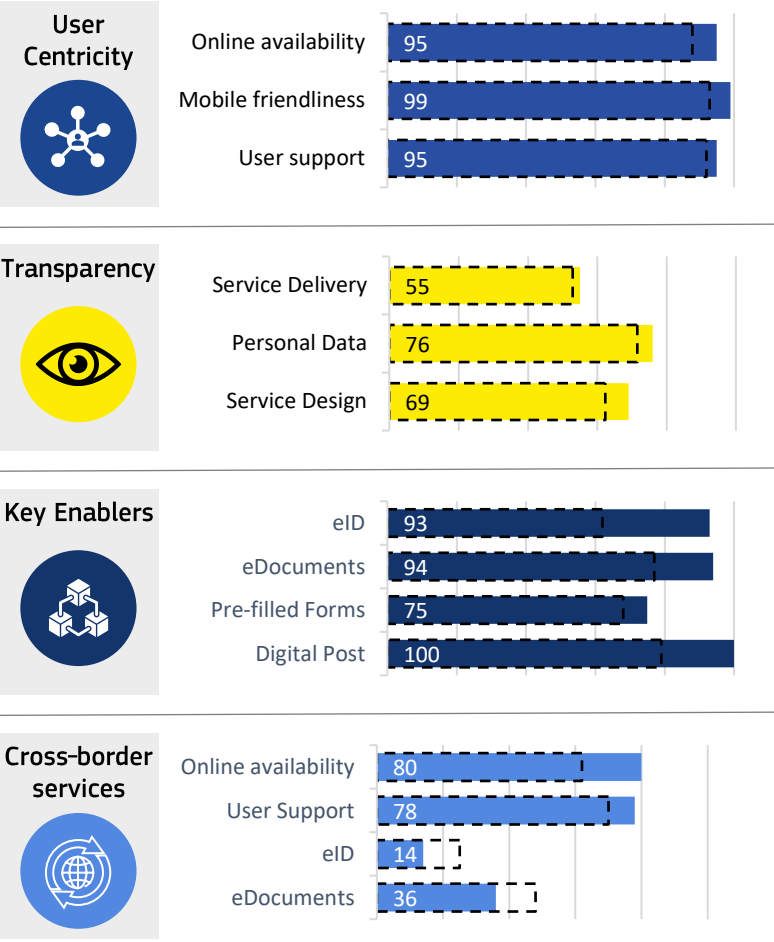 User
Centricity
Online availability 95
Mobile friendliness 99
User support 95
Transparency
Service Delivery 55
Personal Data 76
Service Design 69
Key Enablers
eID 93
eDocuments 94
Pre-filled Forms 75
Digital Post 100
Cross-border
services
Online availability 80
User Support 78
eID 14
eDocuments 36